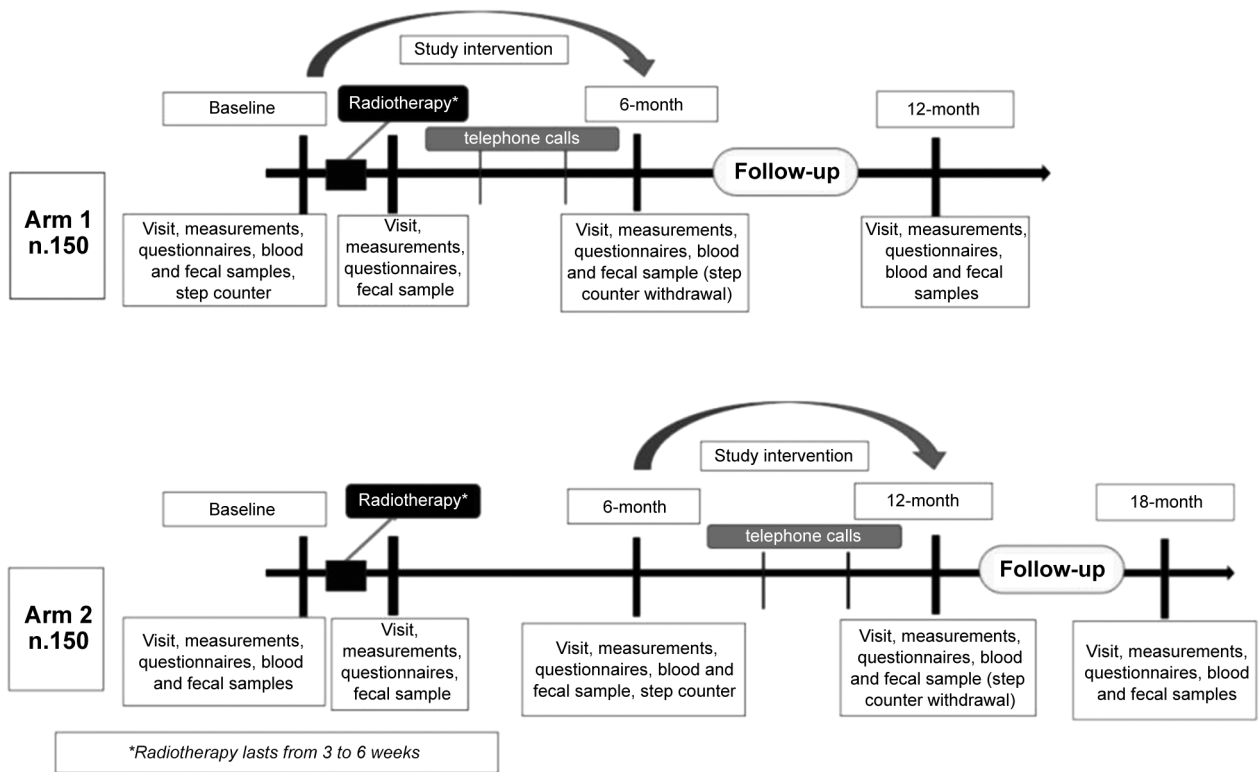 Study intervention
Baseline
Radiotherapy*
6-month
12-month
telephone calls
Follow-up
Arm 1
n.150
Visit, measurements,
questionnaires, blood
and fecal samples,
step counter
Visit,
measurements,
questionnaires,
fecal sample
Visit, measurements,
questionnaires, blood
and fecal sample (step
counter withdrawal)
Visit, measurements,
questionnaires,
blood and fecal
samples
Study intervention
Baseline
Radiotherapy*
6-month
12-month
18-month
telephone calls
Follow-up
Arm 2
n.150
Visit, measurements,
questionnaires, blood
and fecal samples
Visit,
measurements,
questionnaires,
fecal sample
Visit, measurements,
questionnaires, blood and
fecal sample, step counter
Visit, measurements,
questionnaires, blood
and fecal sample (step
counter withdrawal)
Visit, measurements,
questionnaires, blood
and fecal samples
*Radiotherapy lasts from 3 to 6 weeks